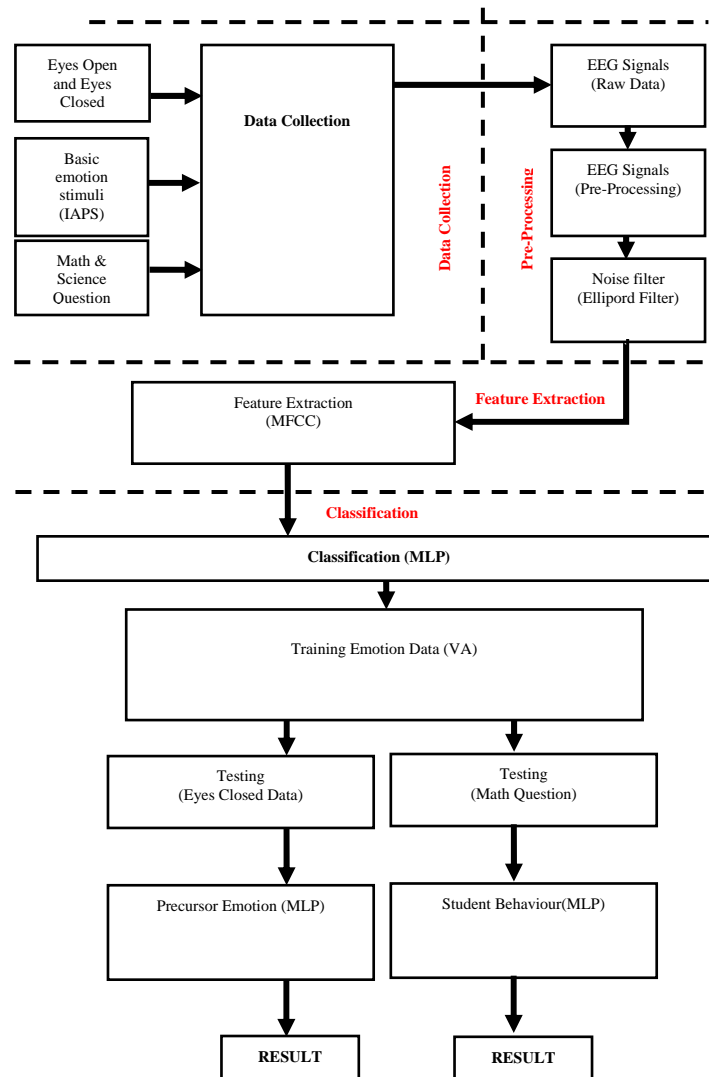 Eyes Open
and Eyes
Closed
Basic
emotion
stimuli
(IAPS)
Math &
Science
Question
Data Collection
Data Collection
Pre-Processing
EEG Signals
(Raw Data)
EEG Signals
(Pre-Processing)
Noise filter
(Ellipord Filter)
Feature Extraction
Feature Extraction
(MFCC)
Classification
Classification (MLP)
Training Emotion Data (VA)
Testing
(Eyes Closed Data)
Testing
(Math Question)
Precursor Emotion (MLP)
Student Behaviour(MLP)
RESULT
RESULT